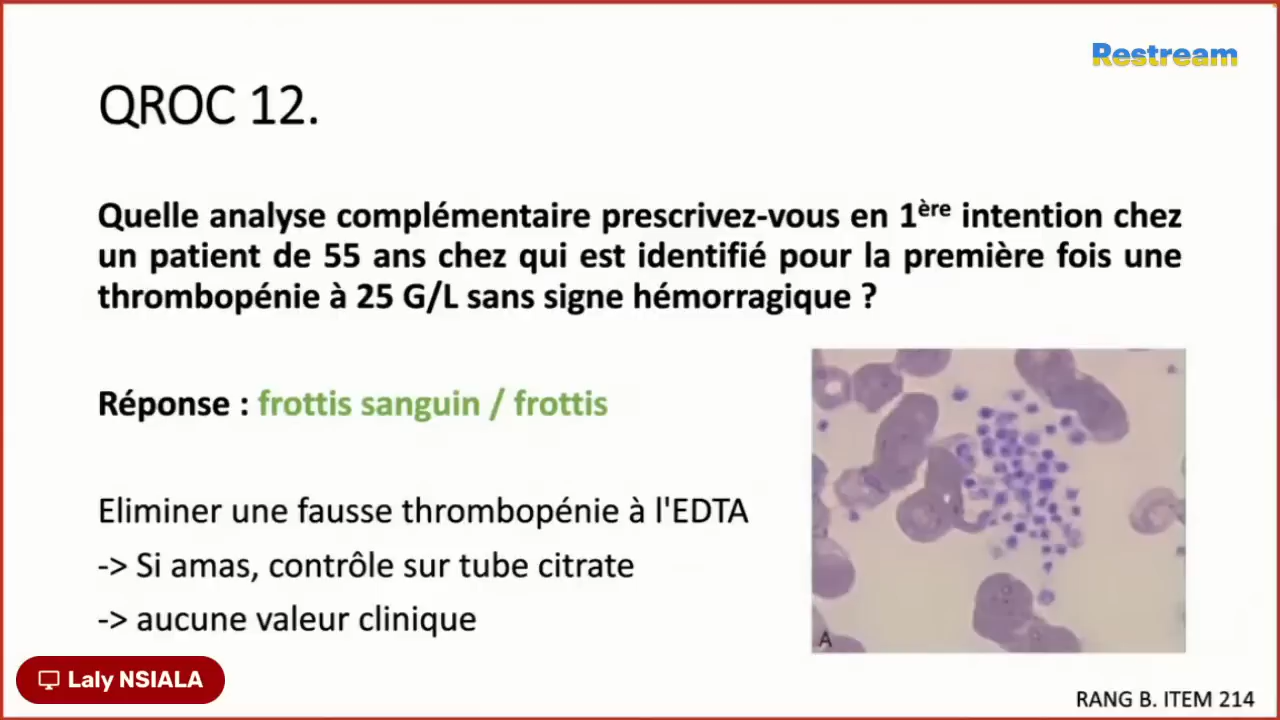 Restream
QROC 12.
Quelle analyse complémentaire prescrivez-vous en 1ère intention chez
un patient de 55 ans chez qui est identifié pour la première fois une
thrombopénie à 25 G/L sans signe hémorragique ?
Réponse : frottis sanguin / frottis
Eliminer une fausse thrombopénie à l'EDTA
-> Si amas, contrôle sur tube citrate
-> aucune valeur clinique
A
Laly NSIALA
RANG B. ITEM 214